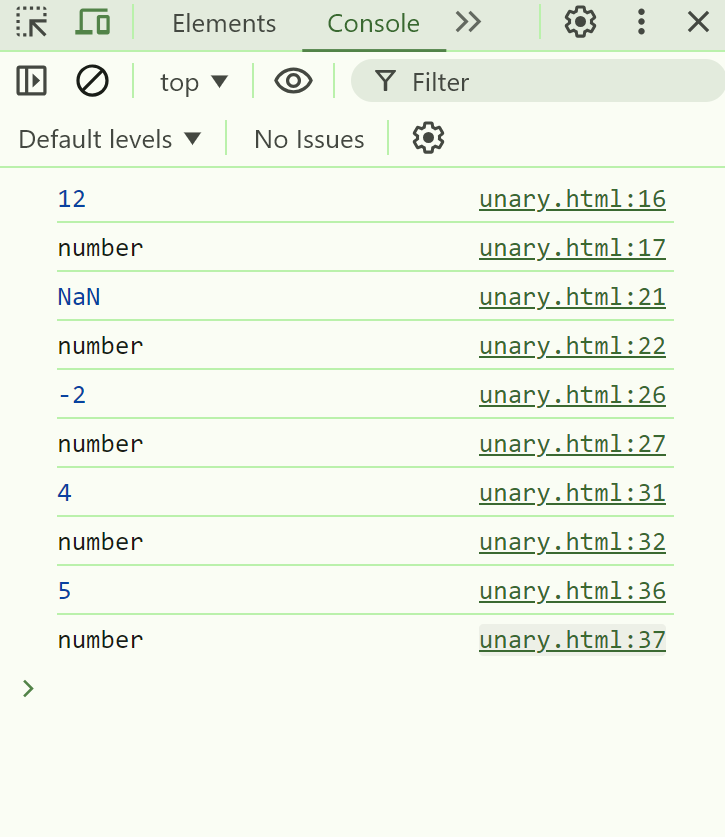 Elements Console
top Filter
Default levels No Issues
12 unary.html:16
number unary.html:17
NaN unary.html:21
number unary.html:22
-2 unary.html:26
number unary.html:27
4 unary.html:31
number unary.html:32
5 unary.html:36
number unary.html:37